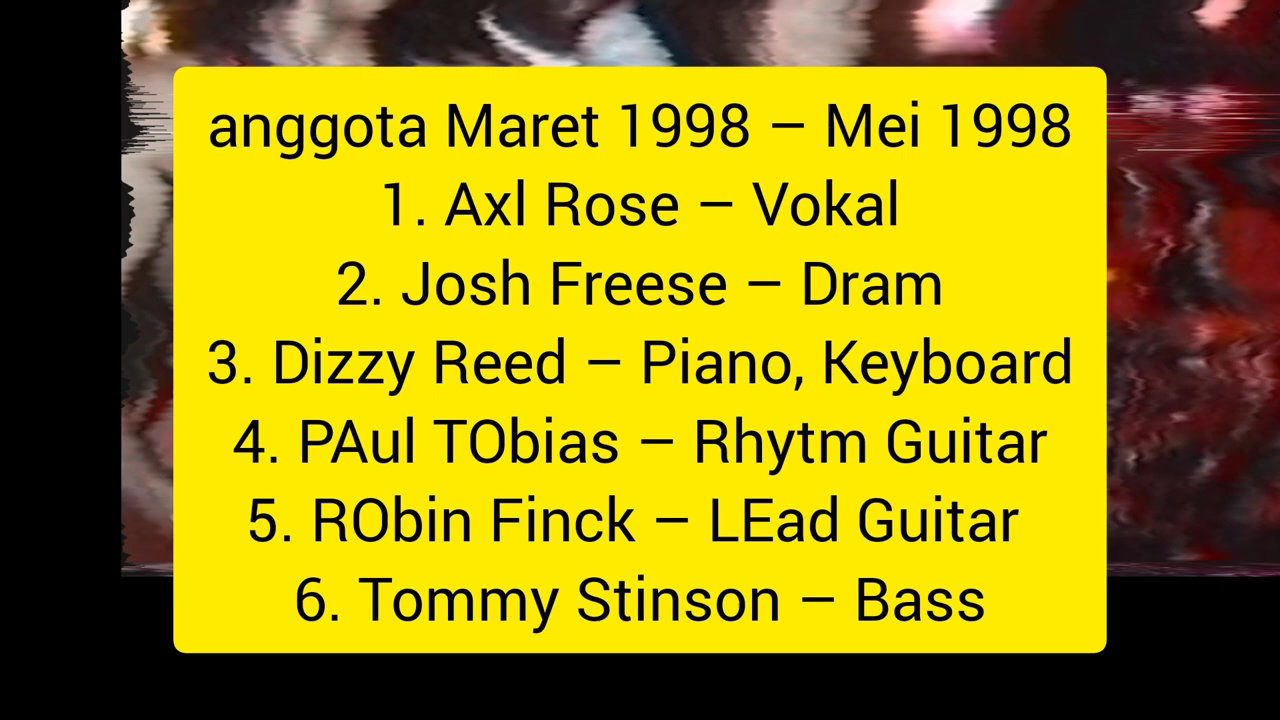 anggota Maret 1998 – Mei 1998
1. Axl Rose – Vokal
2. Josh Freese – Dram
3. Dizzy Reed – Piano, Keyboard
4. PAul TObias – Rhytm Guitar
5. RObin Finck – LEad Guitar
6. Tommy Stinson – Bass